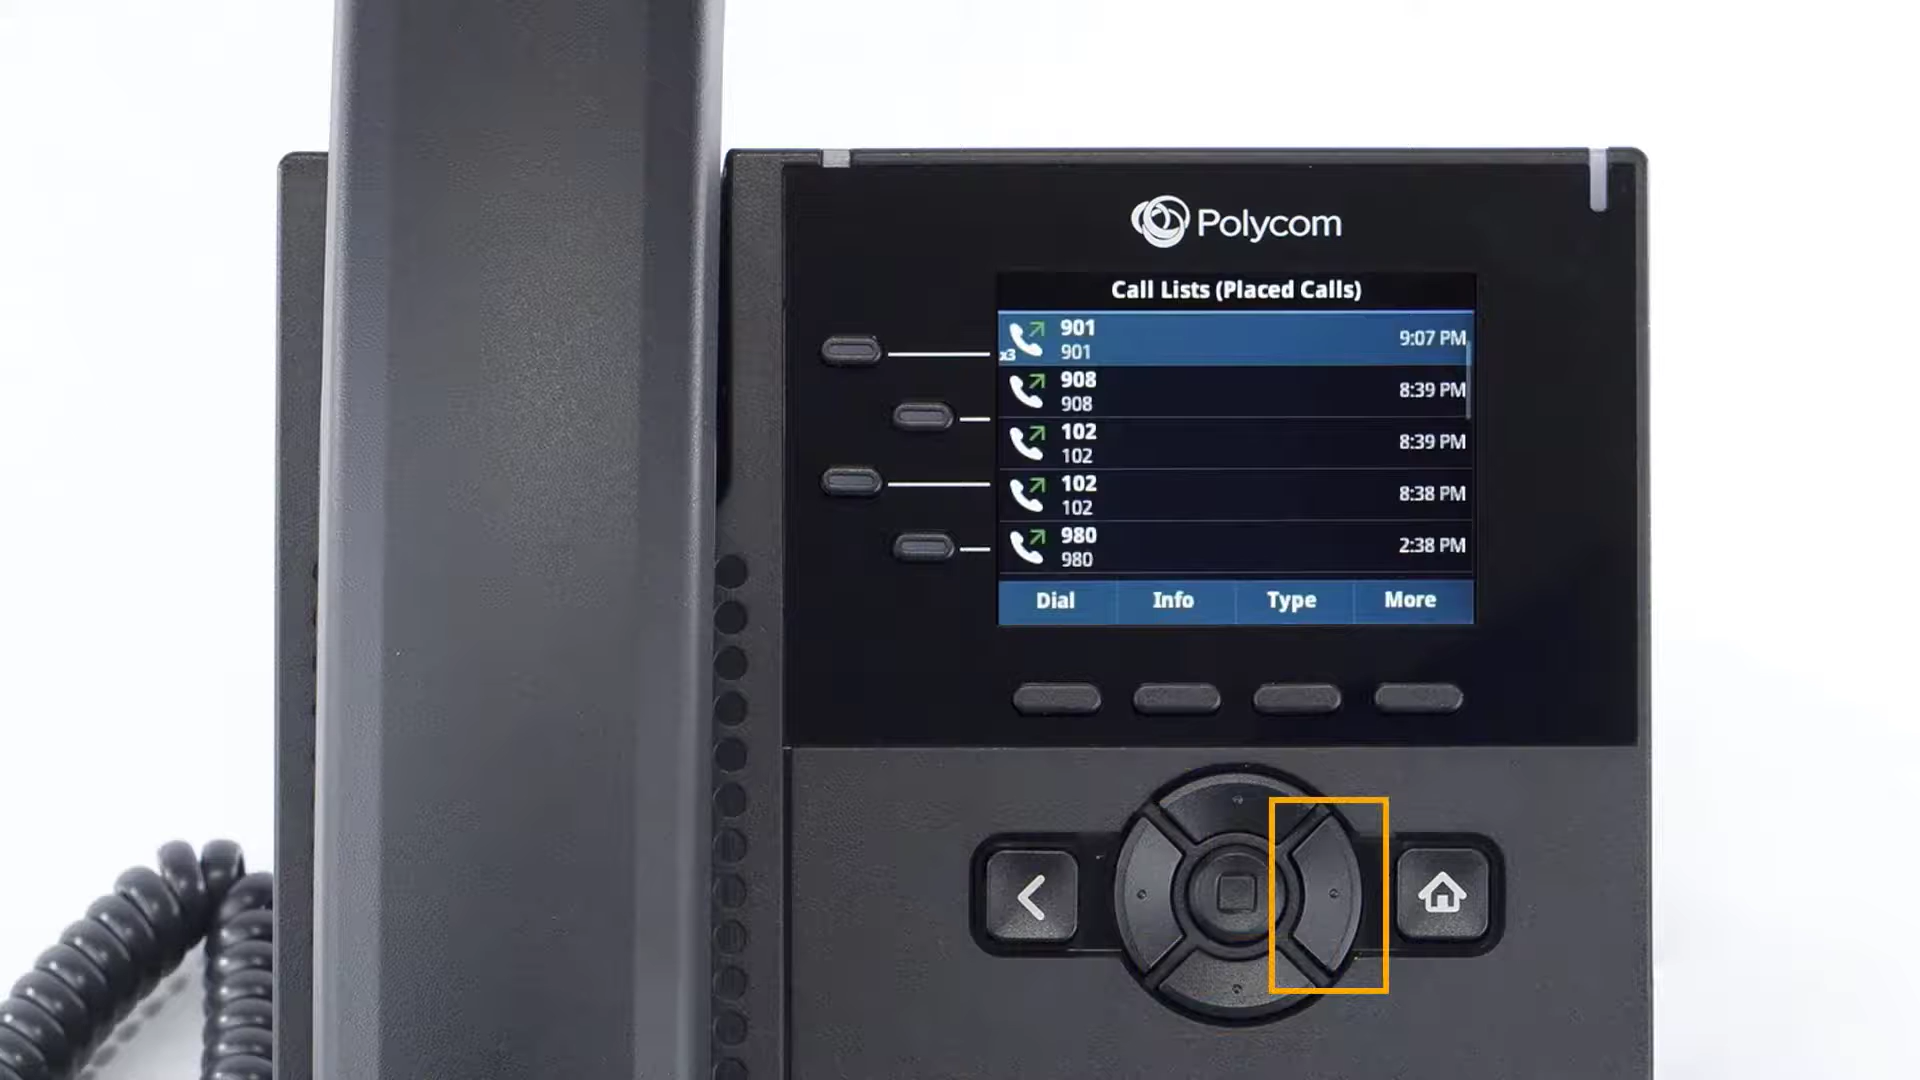 Polycom
Call Lists (Placed Calls)
901
x3 901 9:07 PM
908
908 8:39 PM
102
102 8:39 PM
102
102 8:38 PM
980
980 2:38 PM
Dial Info Type More